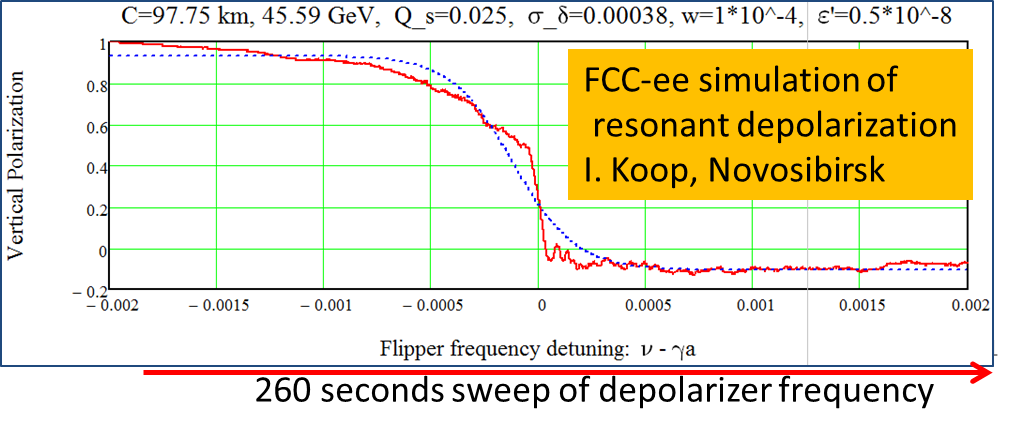 C=97.75 km, 45.59 GeV, Q_s=0.025, σ_δ=0.00038, w=1*10^-4, ε'=0.5*10^-8
1
0.8
0.6
0.4
0.2
0
– 0.2
Vertical Polarization
FCC-ee simulation of
resonant depolarization
I. Koop, Novosibirsk
– 0.002 – 0.0015 – 0.001 – 0.0005 0 0.0005 0.001 0.0015 0.002
Flipper frequency detuning: ν - γa
260 seconds sweep of depolarizer frequency